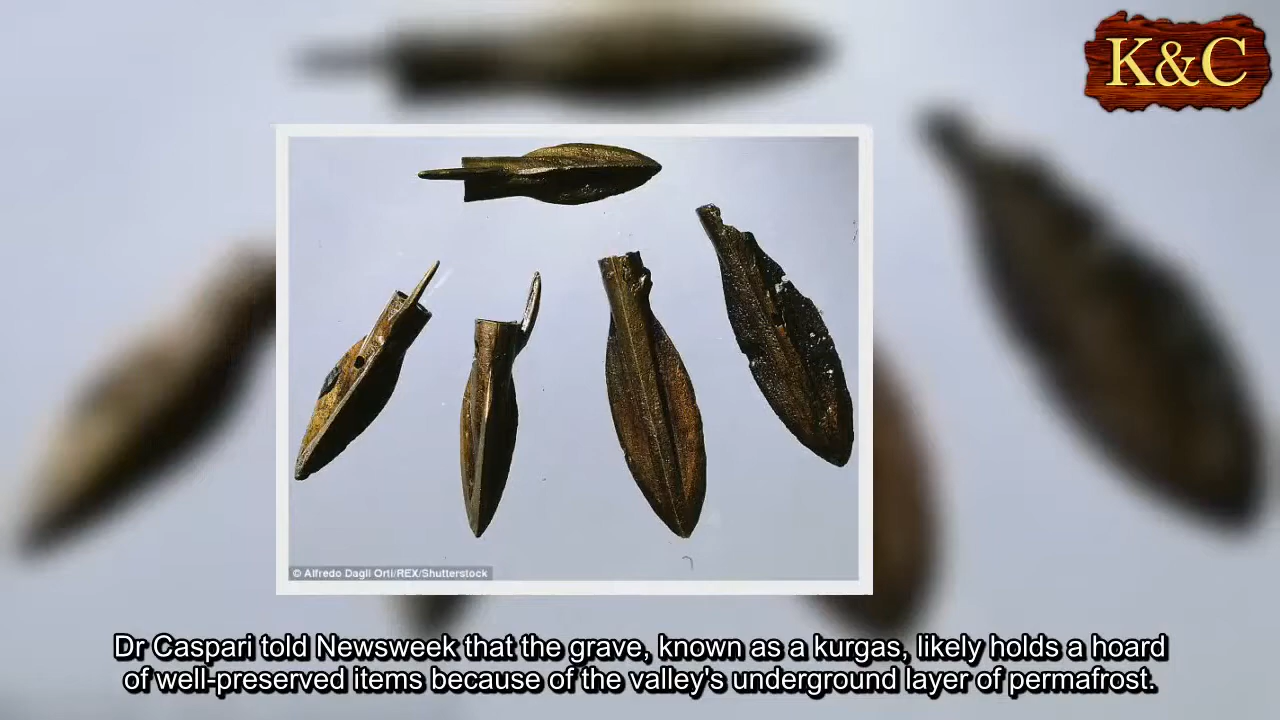 K&C
© Alfredo Dagli Orti/REX/Shutterstock
Dr Caspari told Newsweek that the grave, known as a kurgas, likely holds a hoard
of well-preserved items because of the valley's underground layer of permafrost.